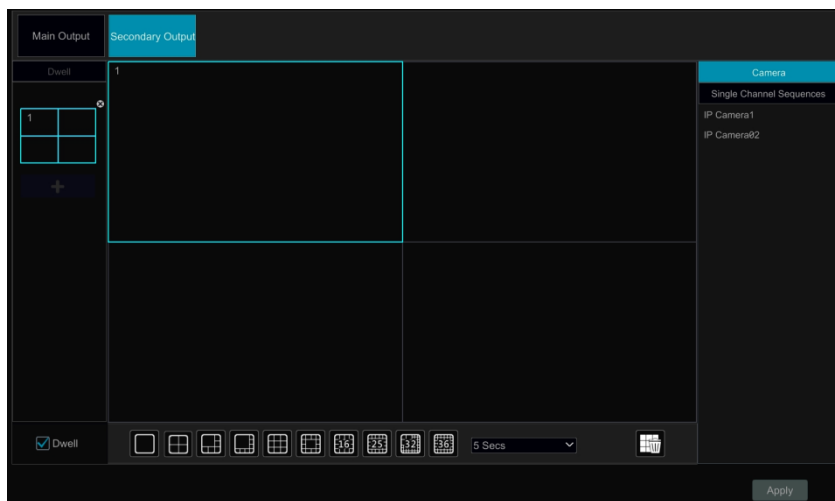 Main Output
Secondary Output
Dwell
1
1
Camera
Single Channel Sequences
IP Camera1
IP Camera02
Dwell
16
25
32
36
5 Secs
Apply